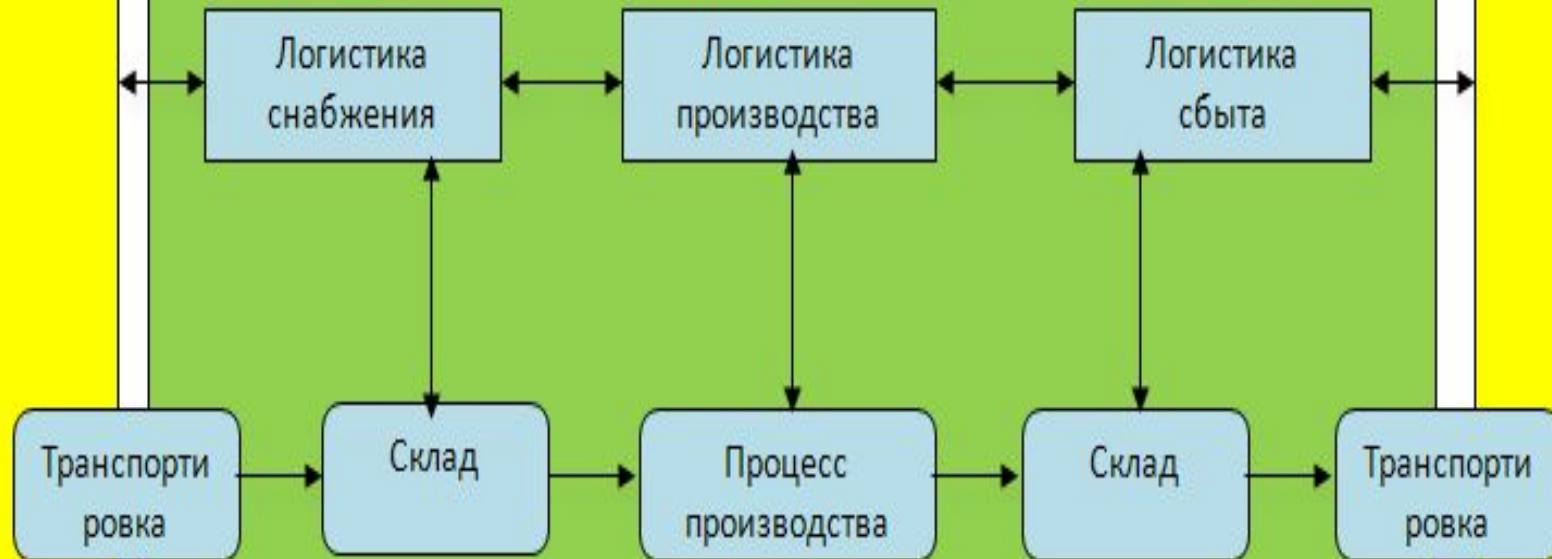 Логистика
снабжения
Логистика
производства
Логистика
сбыта
Транспорти
ровка
Склад
Процесс
производства
Склад
Транспорти
ровка